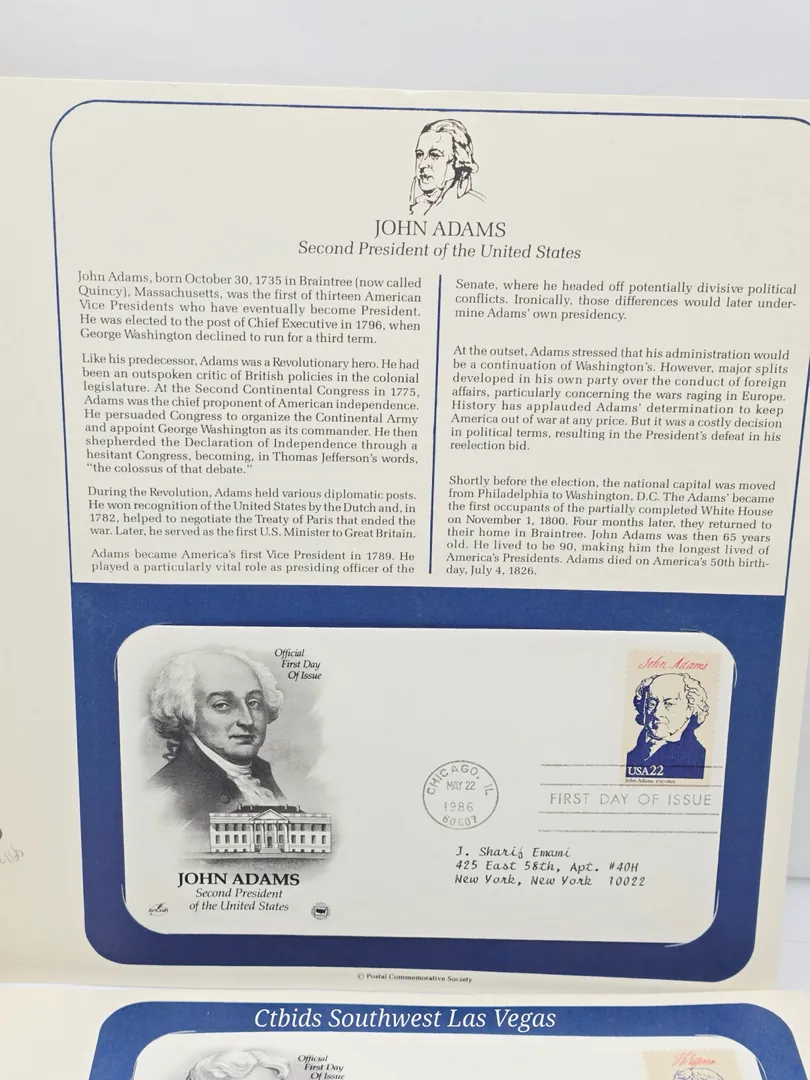 JOHN ADAMS
Second President of the United States
John Adams, born October 30, 1735 in Braintree (now called
Quincy), Massachusetts, was the first of thirteen American
Vice Presidents who have eventually become President.
He was elected to the post of Chief Executive in 1796, when
George Washington declined to run for a third term.
Like his predecessor, Adams was a Revolutionary hero. He had
been an outspoken critic of British policies in the colonial
legislature. At the Second Continental Congress in 1775,
Adams was the chief proponent of American independence.
He persuaded Congress to organize the Continental Army
and appoint George Washington as its commander. He then
shepherded the Declaration of Independence through a
hesitant Congress, becoming, in Thomas Jefferson's words,
"the colossus of that debate."
During the Revolution, Adams held various diplomatic posts.
He won recognition of the United States by the Dutch and, in
1782, helped to negotiate the Treaty of Paris that ended the
war. Later, he served as the first U.S. Minister to Great Britain.
Adams became America's first Vice President in 1789. He
played a particularly vital role as presiding officer of the
Senate, where he headed off potentially divisive political
conflicts. Ironically, those differences would later under-
mine Adams' own presidency.
At the outset, Adams stressed that his administration would
be a continuation of Washington's. However, major splits
developed in his own party over the conduct of foreign
affairs, particularly concerning the wars raging in Europe.
History has applauded Adams' determination to keep
America out of war at any price. But it was a costly decision
in political terms, resulting in the President's defeat in his
reelection bid.
Shortly before the election, the national capital was moved
from Philadelphia to Washington, D.C. The Adams' became
the first occupants of the partially completed White House
on November 1, 1800. Four months later, they returned to
their home in Braintree. John Adams was then 65 years
old. He lived to be 90, making him the longest lived of
America's Presidents. Adams died on America's 50th birth-
day, July 4, 1826.
Official
First Day
Of Issue
John Adams
USA22
John Adams
CHICAGO, IL
MAY 22
1986
60607
FIRST DAY OF ISSUE
J. Sharif Emami
425 East 58th, Apt. #40H
New York, New York 10022
JOHN ADAMS
Second President
of the United States
© Postal Commemorative Society
Ctbids Southwest Las Vegas
Official
First Day
Of Issue